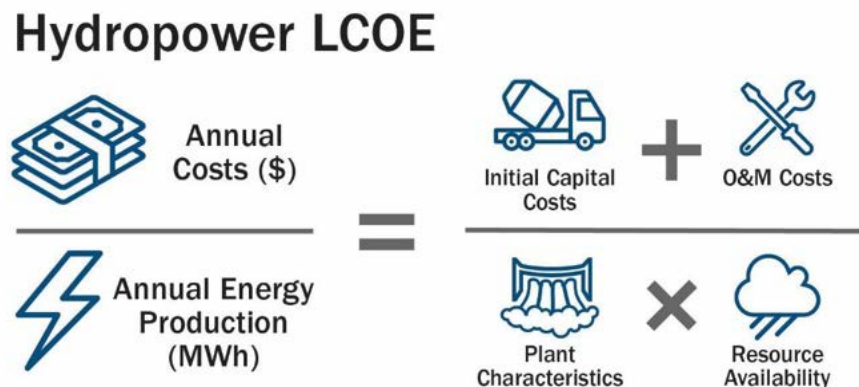 Hydropower LCOE
Annual
Costs ($)
Annual Energy
Production
(MWh)
=
Initial Capital
Costs
+
O&M Costs
Plant
Characteristics
×
Resource
Availability